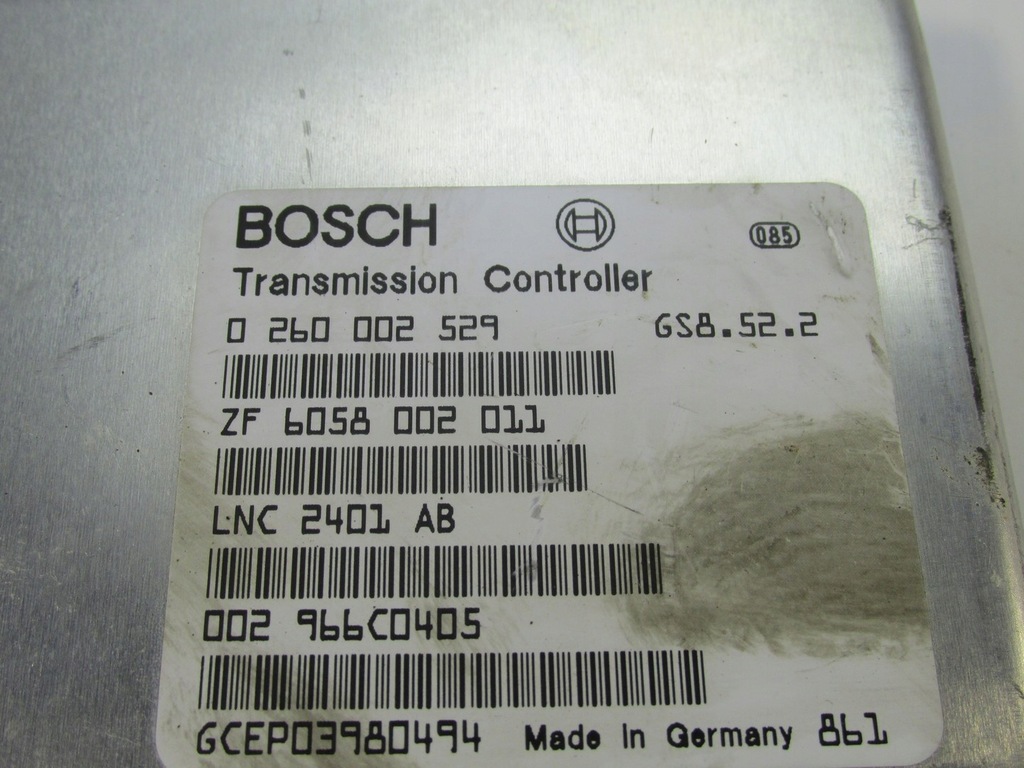 BOSCH 085
Transmission Controller
0 260 002 529 GS8.52.2
ZF 6058 002 011
LNC 2401 AB
002 966C0405
GCEP03980494 Made in Germany 861